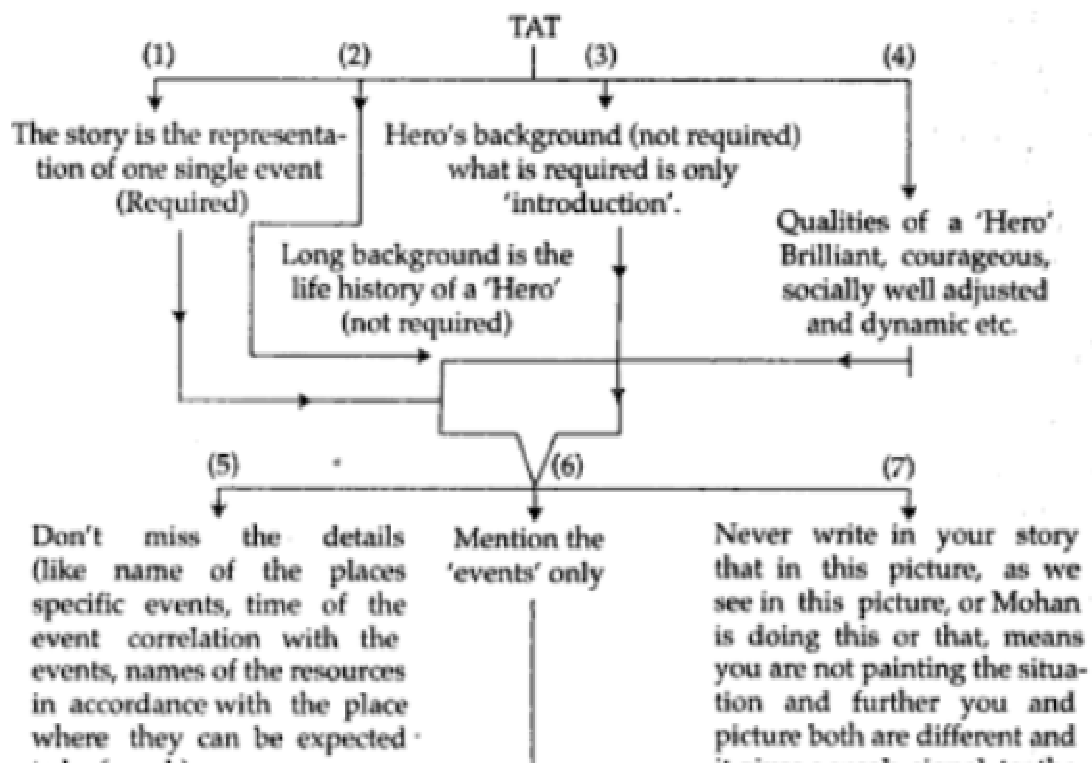 TAT
(1)
(2)
(3)
(4)
The story is the representa-
tion of one single event
(Required)
Hero's background (not required)
what is required is only
'introduction'.
Long background is the
life history of a 'Hero'
(not required)
Qualities of a 'Hero'
Brilliant, courageous,
socially well adjusted
and dynamic etc.
(5)
(6)
(7)
Don't miss the details
(like name of the places
specific events, time of the
event correlation with the
events, names of the resources
in accordance with the place
where they can be expected
Mention the
'events' only
Never write in your story
that in this picture, as we
see in this picture, or Mohan
is doing this or that, means
you are not painting the situa-
tion and further you and
picture both are different and